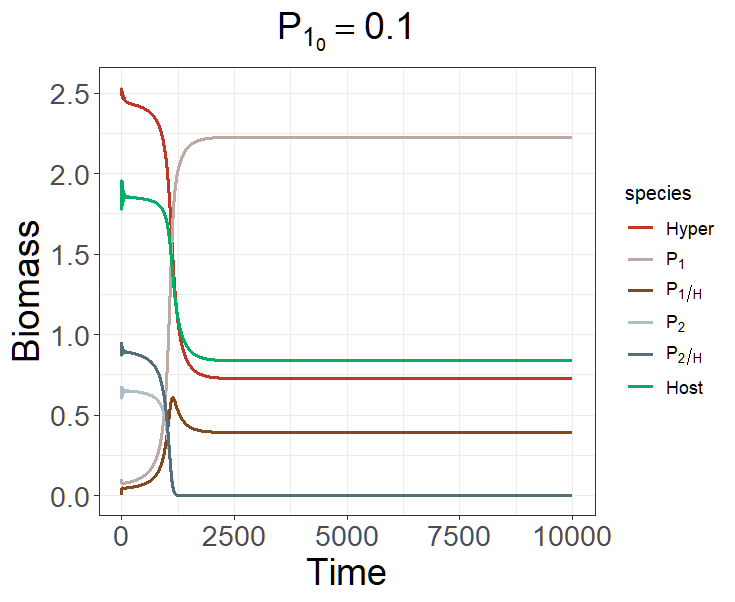 P₁₀ = 0.1
Biomass
2.5
2.0
1.5
1.0
0.5
0.0
0
2500
5000
7500
10000
Time
species
Hyper
P₁
P₁/H
P₂
P₂/H
Host